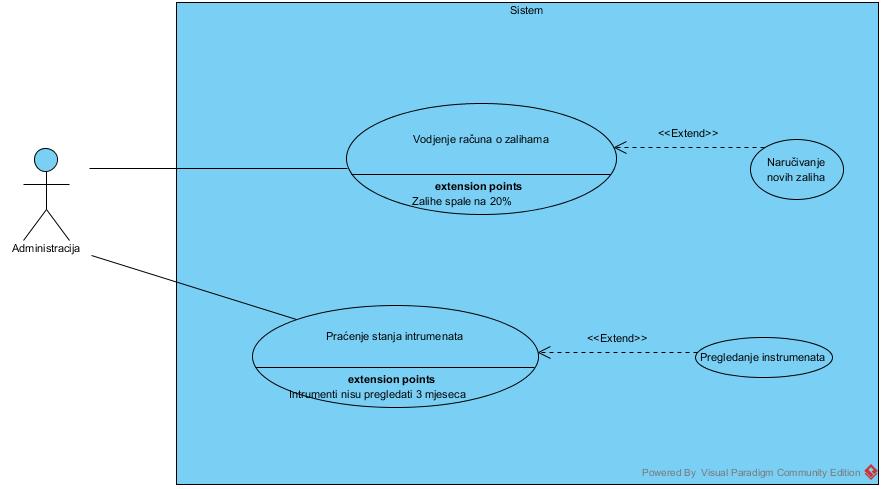 Sistem
Vodjenje računa o zalihama
extension points
Zalihe spale na 20%
<<Extend>>
Naručivanje
novih zaliha
Administracija
Praćenje stanja intrumenata
extension points
Intrumenti nisu pregledati 3 mjeseca
<<Extend>>
Pregledanje instrumenata
Powered By Visual Paradigm Community Edition